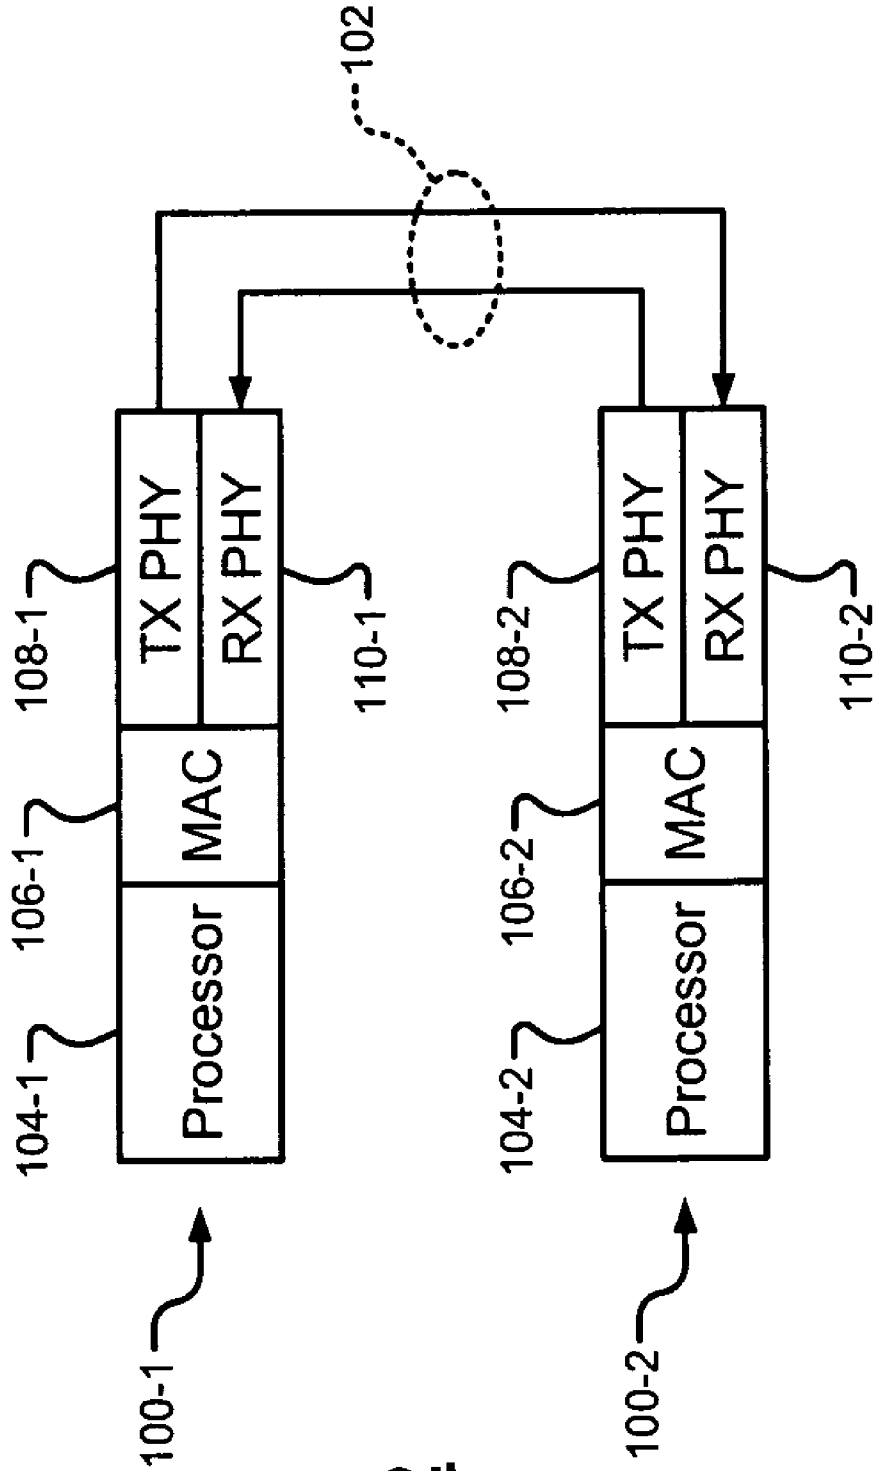 100-1
104-1
106-1
108-1
Processor
MAC
TX PHY
RX PHY
110-1
102
100-2
104-2
106-2
108-2
Processor
MAC
TX PHY
RX PHY
110-2